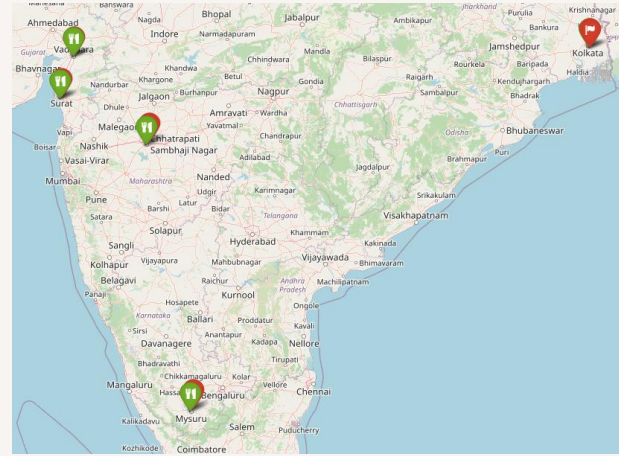 Banswara
Krishnanagar
Ahmedabad
Nagda
Bhopal
Jabalpur
Ambikapur
Jharkhand
Purulia
Bankura
Indore
Narmadapuram
Gujarat
Mandla
Bilaspur
Jamshedpur
Kolkata
Bhavnagar
Khandwa
Chhindwara
Rourkela
Baripada
Haldia
Nandurbar
Khargone
Betul
Gondia
Raigarh
Kendujhargarh
Surat
Jalgaon
Burhanpur
Nagpur
Sambalpur
Bhadrak
Dhule
Amravati
Wardha
Chhattisgarh
Vapi
Yavatmal
Odisha
Bhubaneswar
Boisar
Nashik
Chhatrapati
Sambhaji Nagar
Chandrapur
Puri
Vasai-Virar
Adilabad
Jagdalpur
Brahmapur
Mumbai
Maharashtra
Nanded
Udgir
Karimnagar
Srikakulam
Pune
Latur
Satara
Barshi
Bidar
Telangana
Visakhapatnam
Solapur
Khammam
Sangli
Hyderabad
Kakinada
Kolhapur
Vijayapura
Mahbubnagar
Vijayawada
Bhimavaram
Belagavi
Raichur
Andhra
Pradesh
Machilipatnam
Panaji
Kurnool
Hosapete
Ongole
Karnataka
Ballari
Proddatur
Kavali
Sirsi
Anantapur
Kadapa
Nellore
Davanagere
Bhadravathi
Tirupati
Chikkamagaluru
Kolar
Mangaluru
Vellore
Bengaluru
Chennai
Mysuru
Kalikadavu
Salem
Puducherry
Kozhikode
Coimbatore